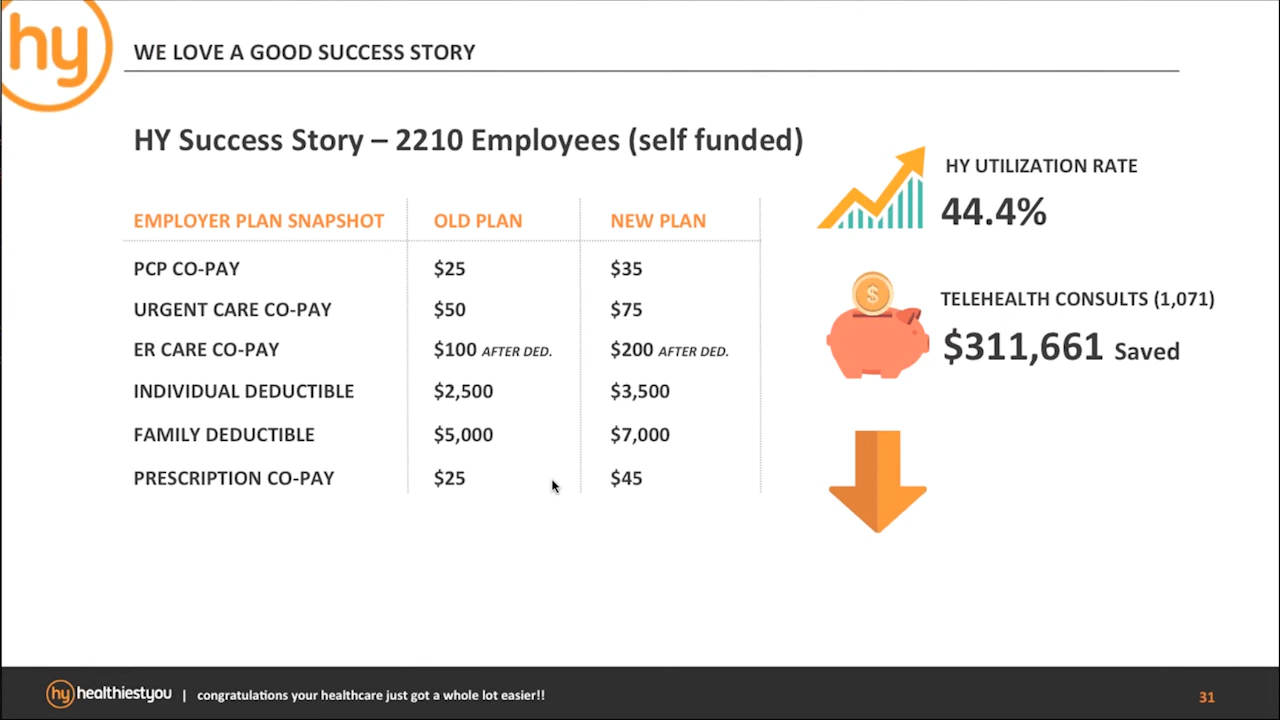 hy
WE LOVE A GOOD SUCCESS STORY
HY Success Story – 2210 Employees (self funded)
EMPLOYER PLAN SNAPSHOT OLD PLAN NEW PLAN
PCP CO-PAY $25 $35
URGENT CARE CO-PAY $50 $75
ER CARE CO-PAY $100 AFTER DED. $200 AFTER DED.
INDIVIDUAL DEDUCTIBLE $2,500 $3,500
FAMILY DEDUCTIBLE $5,000 $7,000
PRESCRIPTION CO-PAY $25 $45
HY UTILIZATION RATE
44.4%
$
TELEHEALTH CONSULTS (1,071)
$311,661 Saved
hy healthiestyou | congratulations your healthcare just got a whole lot easier!! 31